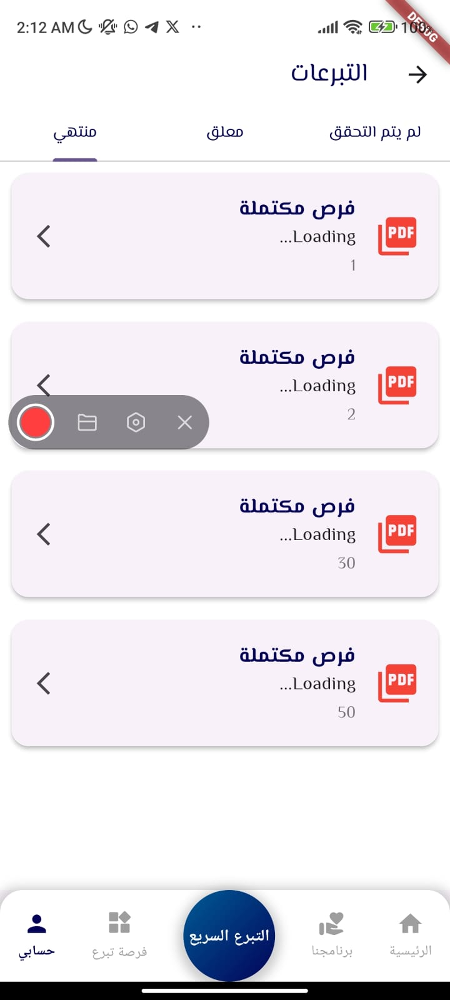 2:12 AM
100%
DEBUG
التبرعات
لم يتم التحقق
معلق
منتهي
PDF
فرص مكتملة
Loading...
1
PDF
فرص مكتملة
Loading...
2
PDF
فرص مكتملة
Loading...
30
PDF
فرص مكتملة
Loading...
50
الرئيسية
برنامجنا
التبرع السريع
فرصة تبرع
حسابي